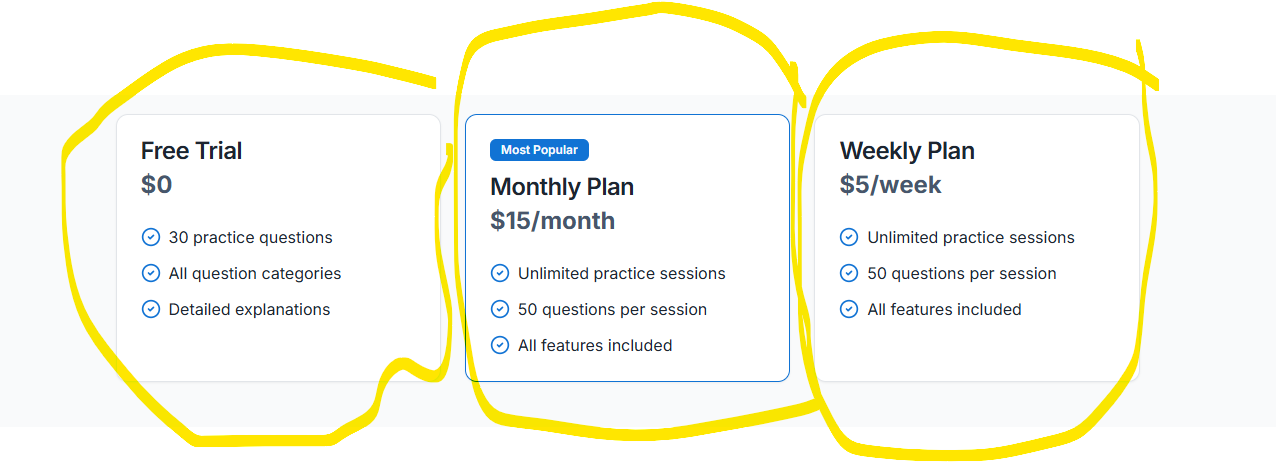 Free Trial
$0
30 practice questions
All question categories
Detailed explanations
Most Popular
Monthly Plan
$15/month
Unlimited practice sessions
50 questions per session
All features included
Weekly Plan
$5/week
Unlimited practice sessions
50 questions per session
All features included